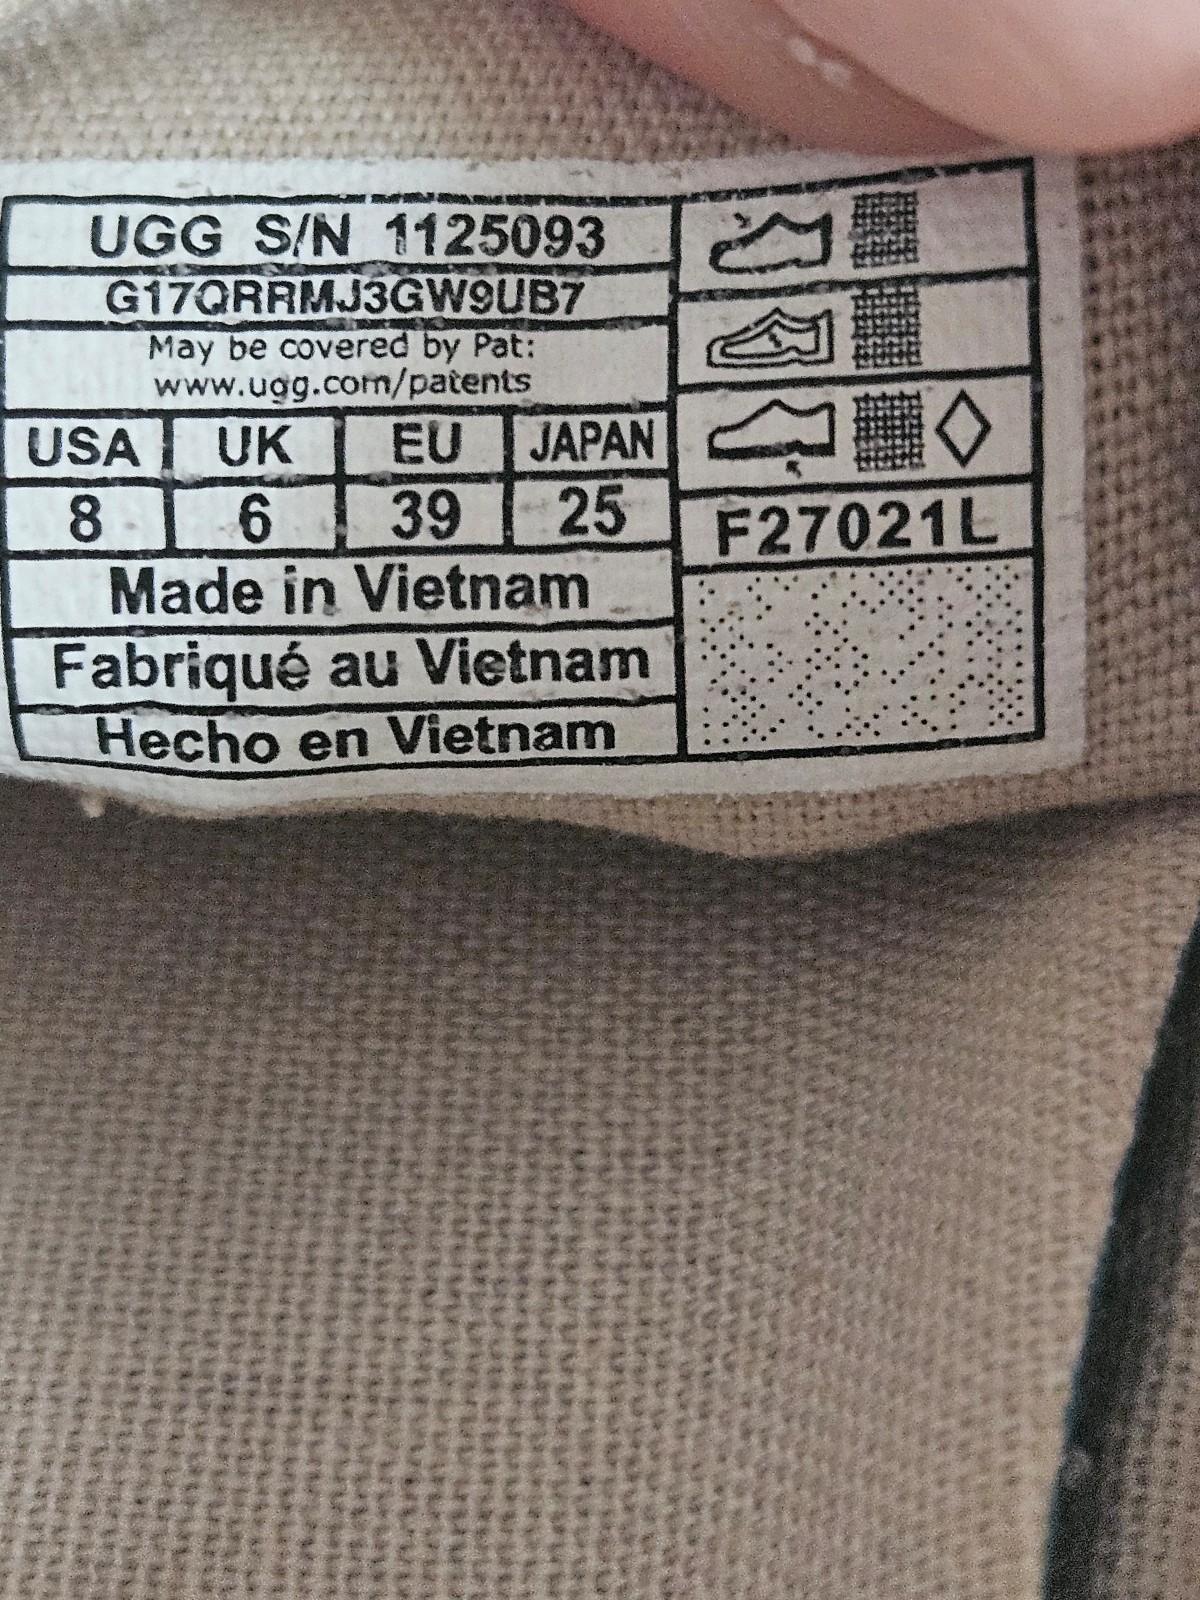 UGG S/N 1125093
G17QRRMJ3GW9UB7
May be covered by Pat:
www.ugg.com/patents
USA UK EU JAPAN
8 6 39 25
Made in Vietnam
Fabriqué au Vietnam
Hecho en Vietnam
F27021L